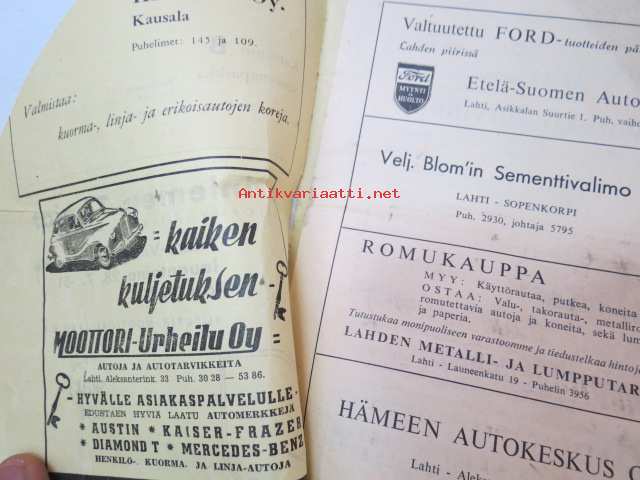 Oy.
Kausala
Puhelimet: 145 ja 109.
Valmistaa:
kuorma-, linja- ja erikoisautojen koreja,
= kaiken
kuljetuksen -
MOOTTORI-Urheilu Oy =
AUTOJA JA AUTOTARVIKKEITA
Lahti, Aleksanterink. 33 Puh. 30 28 — 53 86.
- HYVÄLLE ASIAKASPALVELULLE -
EDUSTAEN HYVIÄ LAATU AUTOMERKKEJÄ
* AUSTIN * KAISER-FRAZER
* DIAMOND T * MERCEDES-BENZ
HENKILÖ-, KUORMA- JA LINJA-AUTOJA
Valtuutettu FORD-tuotteiden
Lahden piirissä
Ford
MYYNTI JA HUOLTO
Etelä-Suomen Auto
Lahti, Asikkalan Suurtie 1. Puh.
Velj. Blom'in Sementtivalimo
LAHTI - SOPENKORPI
Puh. 2930, johtaja 5795
Antikvariaatti.net
ROMUKAUPPA
MYY: Käyttörautaa, putkea, koneita
OSTAA: Valu-, takorauta-,
romutettavia autoja ja koneita, sekä
ja paperia.
Tutustukaa monipuoliseen varastoomme ja tiedustelkaa
LAHDEN METALLI- JA
Lahti - Launeenkatu 19 - Puhelin 3956
HÄMEEN AUTOKESKUS
Lahti -